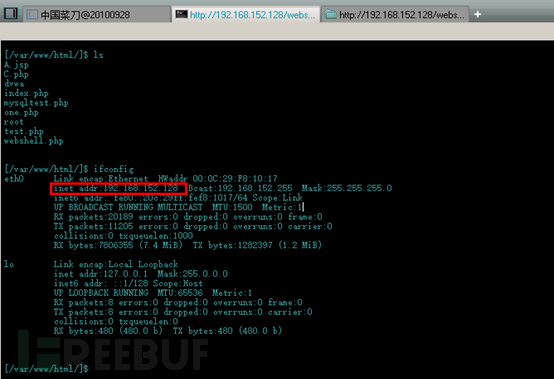 中国菜刀@20100928 http://192.168.152.128/webs... http://192.168.152.128/webs...
[/var/www/html/]$ ls
A.jsp
C.php
dvwa
index.php
mysqltest.php
one.php
root
test.php
webshell.php
[/var/www/html/]$ ifconfig
eth0 Link encap:Ethernet HWaddr 00:0C:29:F8:10:17
inet addr:192.168.152.128 Bcast:192.168.152.255 Mask:255.255.255.0
inet6 addr: fe80::20c:29ff:fef8:1017/64 Scope:Link
UP BROADCAST RUNNING MULTICAST MTU:1500 Metric:1
RX packets:20189 errors:0 dropped:0 overruns:0 frame:0
TX packets:11205 errors:0 dropped:0 overruns:0 carrier:0
collisions:0 txqueuelen:1000
RX bytes:7806355 (7.4 MiB) TX bytes:1282397 (1.2 MiB)
lo Link encap:Local Loopback
inet addr:127.0.0.1 Mask:255.0.0.0
inet6 addr: ::1/128 Scope:Host
UP LOOPBACK RUNNING MTU:65536 Metric:1
RX packets:8 errors:0 dropped:0 overruns:0 frame:0
TX packets:8 errors:0 dropped:0 overruns:0 carrier:0
collisions:0 txqueuelen:0
RX bytes:480 (480.0 b) TX bytes:480 (480.0 b)
[/var/www/html/]$
REEBUF